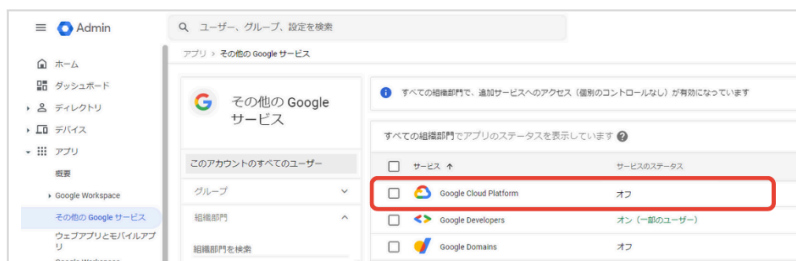 Admin
ユーザー、グループ、設定を検索
アプリ > その他の Google サービス
ホーム
ダッシュボード
ディレクトリ
デバイス
アプリ
概要
Google Workspace
その他の Google サービス
ウェブアプリとモバイルアプ
リ
その他の Google
サービス
このアカウントのすべてのユーザー
グループ
組織部門
組織部門を検索
すべての組織部門で、追加サービスへのアクセス（個別のコントロールなし）が有効になっています
すべての組織部門でアプリのステータスを表示しています
サービス ↑ サービスのステータス
Google Cloud Platform オフ
Google Developers オン（一部のユーザー）
Google Domains オフ